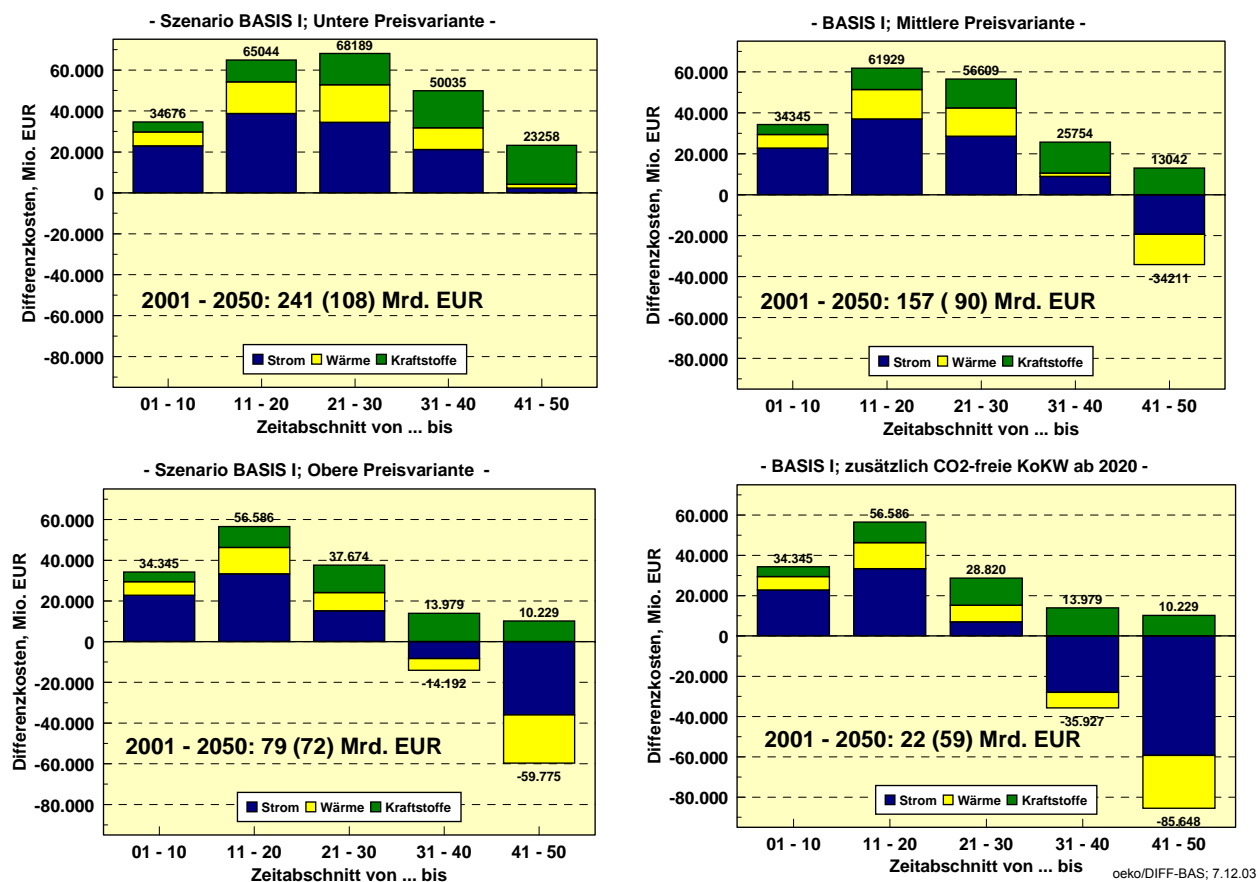 - Szenario BASIS I; Untere Preisvariante -
Differenzkosten, Mio. EUR
60.000
40.000
20.000
0
-20.000
-40.000
-60.000
-80.000
34676
65044
68189
50035
23258
2001 - 2050: 241 (108) Mrd. EUR
Strom Wärme Kraftstoffe
01 - 10 11 - 20 21 - 30 31 - 40 41 - 50
Zeitabschnitt von ... bis
- BASIS I; Mittlere Preisvariante -
Differenzkosten, Mio. EUR
60.000
40.000
20.000
0
-20.000
-40.000
-60.000
-80.000
34345
61929
56609
25754
13042
-34211
2001 - 2050: 157 ( 90) Mrd. EUR
Strom Wärme Kraftstoffe
01 - 10 11 - 20 21 - 30 31 - 40 41 - 50
Zeitabschnitt von ... bis
- Szenario BASIS I; Obere Preisvariante -
Differenzkosten, Mio. EUR
60.000
40.000
20.000
0
-20.000
-40.000
-60.000
-80.000
34.345
56.586
37.674
13.979
10.229
-14.192
-59.775
2001 - 2050: 79 (72) Mrd. EUR
Strom Wärme Kraftstoffe
01 - 10 11 - 20 21 - 30 31 - 40 41 - 50
Zeitabschnitt von ... bis
- BASIS I; zusätzlich CO2-freie KoKW ab 2020 -
Differenzkosten, Mio. EUR
60.000
40.000
20.000
0
-20.000
-40.000
-60.000
-80.000
34.345
56.586
28.820
13.979
10.229
-35.927
-85.648
2001 - 2050: 22 (59) Mrd. EUR
Strom Wärme Kraftstoffe
01 - 10 11 - 20 21 - 30 31 - 40 41 - 50
Zeitabschnitt von ... bis
oeko/DIFF-BAS; 7.12.03